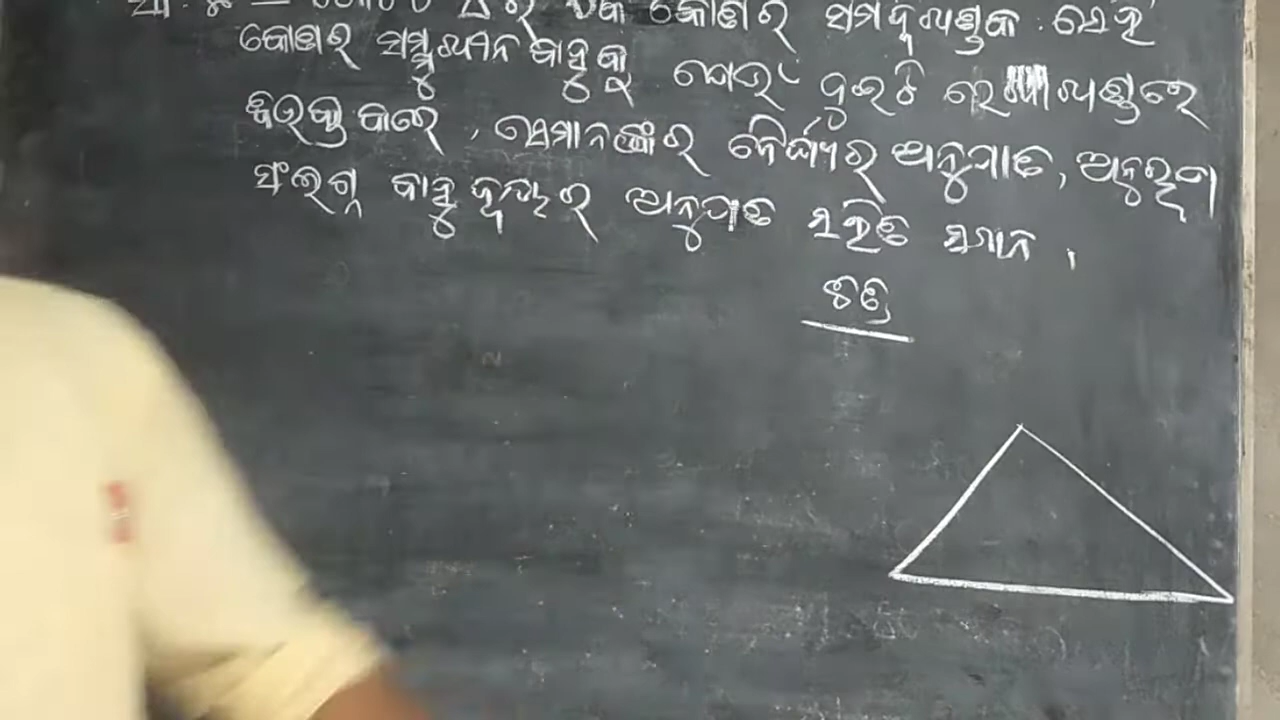 କୋଣର ସମଦ୍ୱିଖଣ୍ଡକ ସେହି
କୋଣର ସମ୍ମୁଖୀନ ବାହୁକୁ ଯେଉଁ ଦୁଇଟି ରେଖାଖଣ୍ଡରେ
ବିଭକ୍ତ କରେ, ସେମାନଙ୍କର ଦୈର୍ଘ୍ୟର ଅନୁପାତ, ଅନୁରୂପ
ସଂଲଗ୍ନ ବାହୁ ଦ୍ୱୟର ଅନୁପାତ ସହିତ ସମାନ ।
ଚିତ୍ର